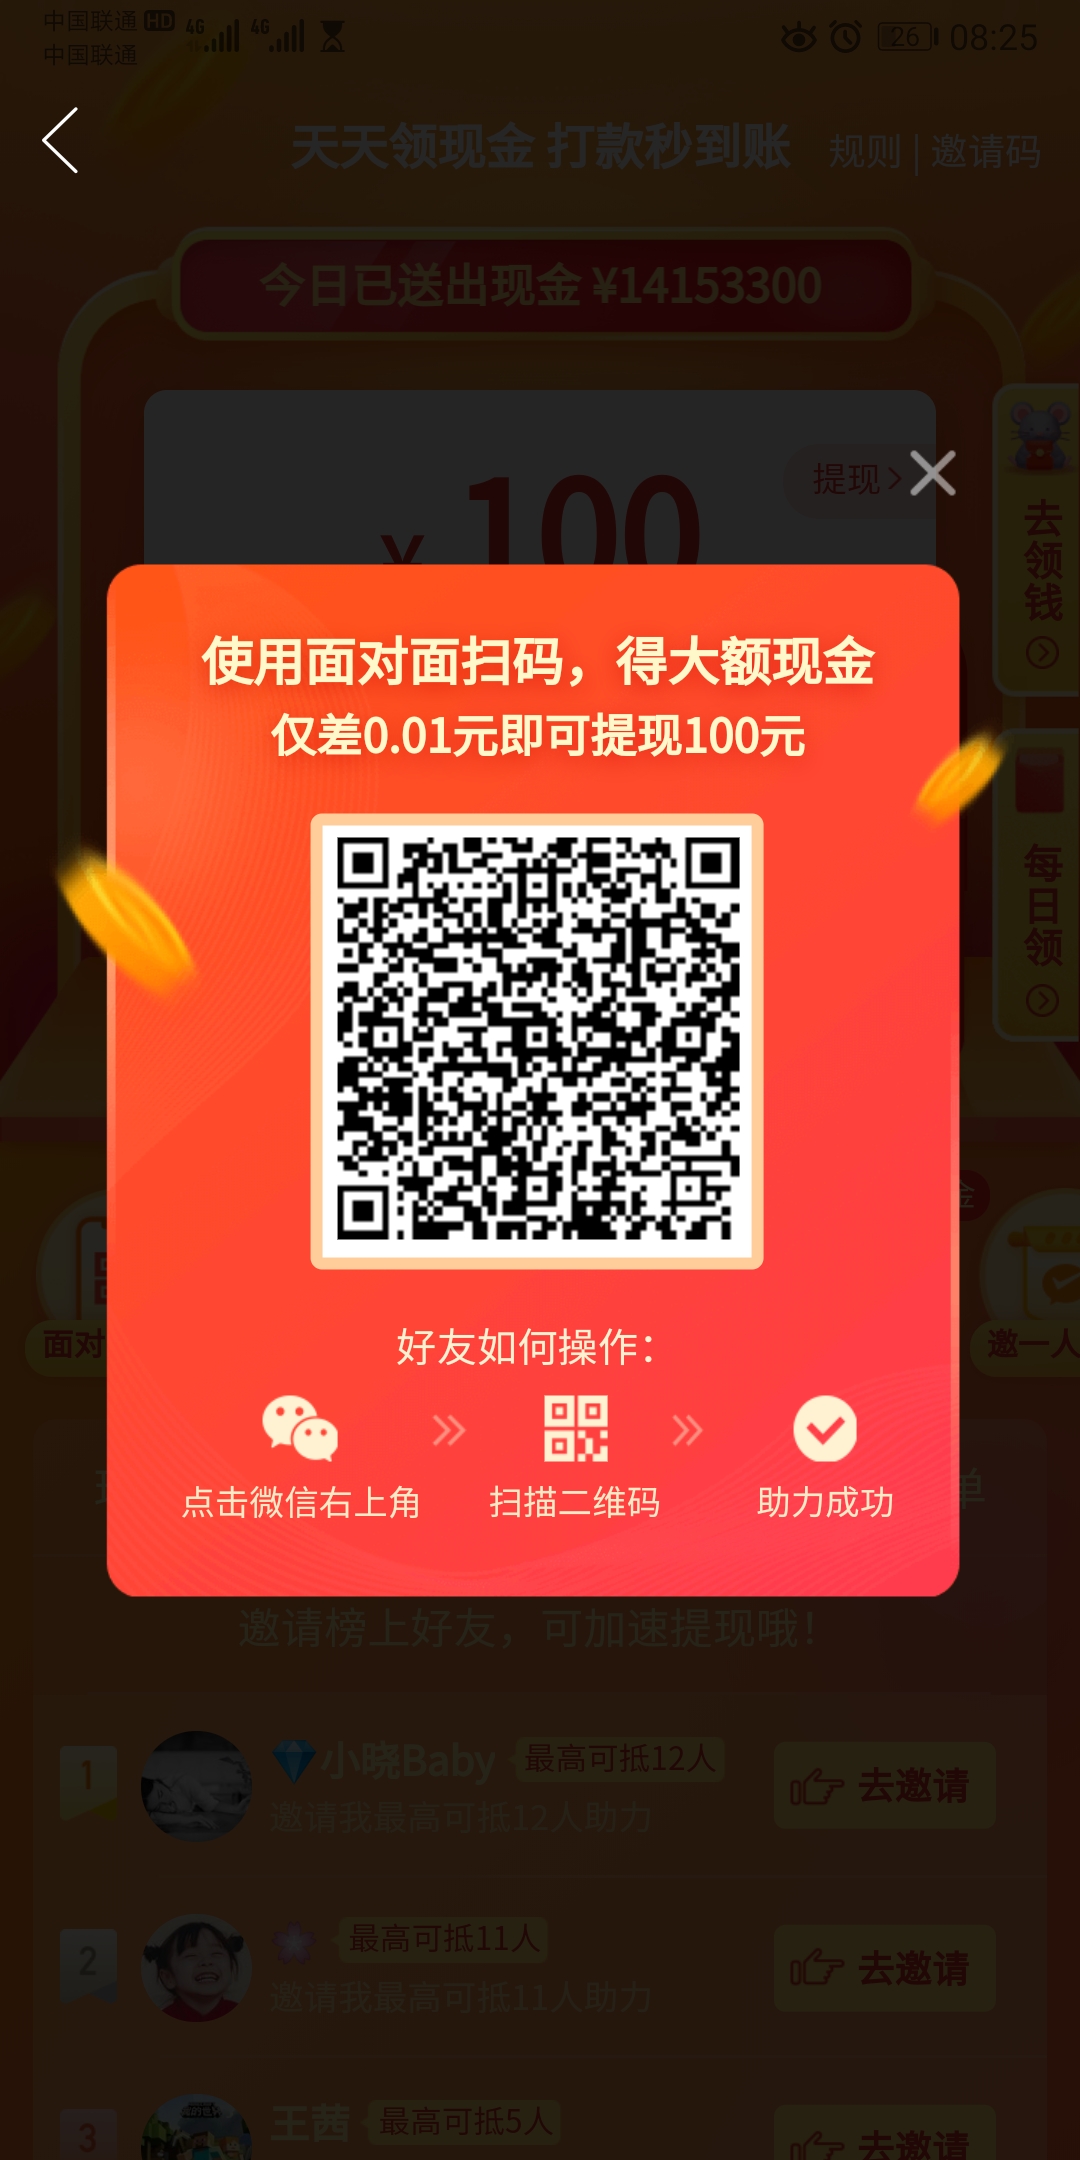 中国联通 HD 4G 4G 26 08:25
中国联通
天天领现金 打款秒到账 规则 | 邀请码
今日已送出现金 ¥14153300
提现
¥ 100
去领钱
使用面对面扫码，得大额现金
仅差0.01元即可提现100元
每日领
金
面对
邀一人
好友如何操作：
点击微信右上角 扫描二维码 助力成功
单
邀请榜上好友，可加速提现哦！
1 小晓Baby 最高可抵12人
邀请我最高可抵12人助力
去邀请
2 最高可抵11人
邀请我最高可抵11人助力
去邀请
3 王茜 最高可抵5人
去邀请